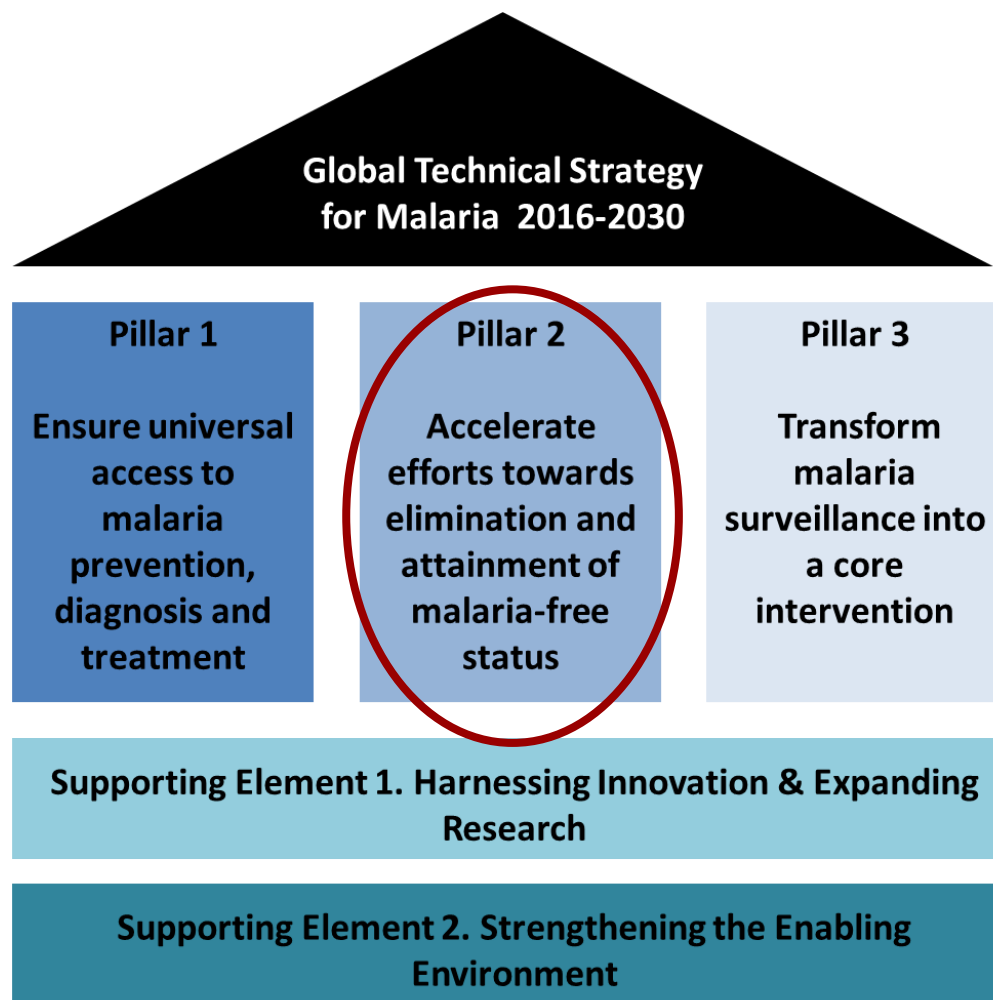 Global Technical Strategy
for Malaria 2016-2030
Pillar 1
Ensure universal
access to
malaria
prevention,
diagnosis and
treatment
Pillar 2
Accelerate
efforts towards
elimination and
attainment of
malaria-free
status
Pillar 3
Transform
malaria
surveillance into
a core
intervention
Supporting Element 1. Harnessing Innovation & Expanding
Research
Supporting Element 2. Strengthening the Enabling
Environment